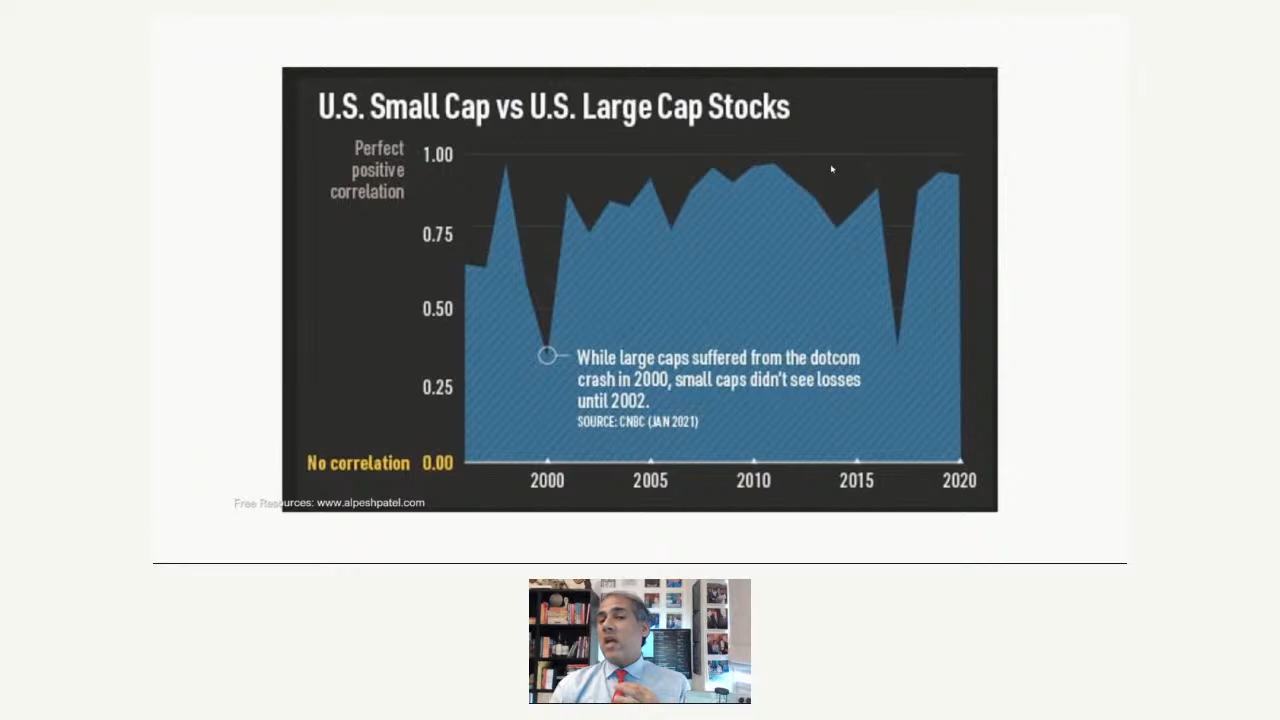 U.S. Small Cap vs U.S. Large Cap Stocks
Perfect
positive
correlation
1.00
0.75
0.50
0.25
No correlation 0.00
While large caps suffered from the dotcom
crash in 2000, small caps didn't see losses
until 2002.
SOURCE: CNBC (JAN 2021)
2000 2005 2010 2015 2020
Free Resources: www.alpeshpatel.com